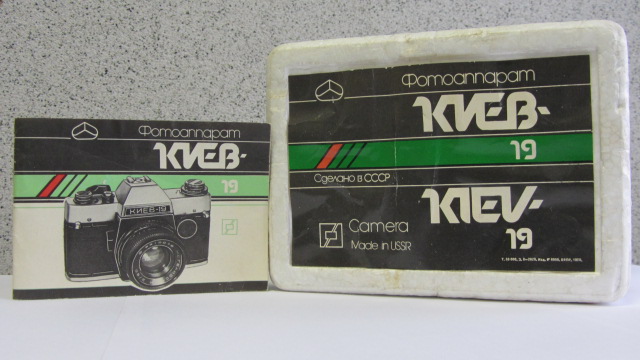 Фотоаппарат
КИЕВ-
19
КИЕВ-19
Фотоаппарат
КИЕВ-
19
Сделано в СССР
KIEV-
19
Camera
Made in USSR